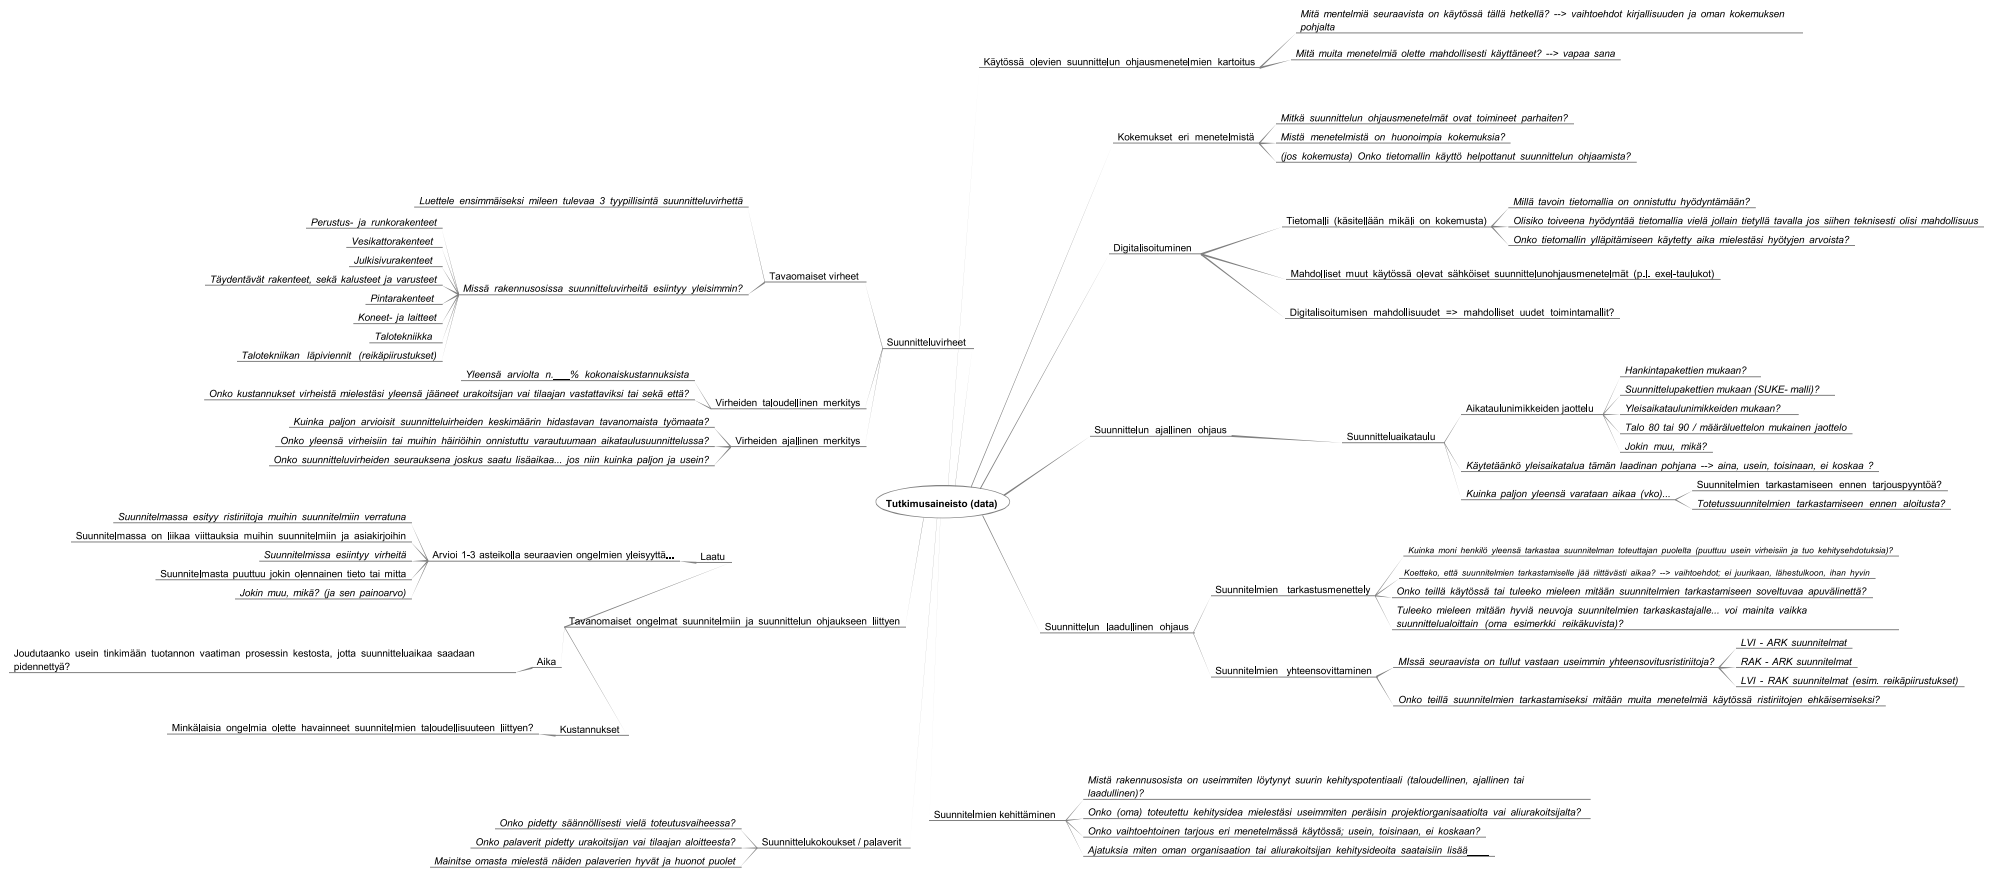 Mitä mentelmiä seuraavista on käytössä tällä hetkellä? --> vaihtoehdot kirjallisuuden ja oman kokemuksen
pohjalta
Mitä muita menetelmiä olette mahdollisesti käyttäneet? --> vapaa sana
Käytössä olevien suunnittelun ohjausmenetelmien kartoitus
Mitkä suunnittelun ohjausmenetelmät ovat toimineet parhaiten?
Kokemukset eri menetelmistä
Mistä menetelmistä on huonoimpia kokemuksia?
(jos kokemusta) Onko tietomallin käyttö helpottanut suunnittelun ohjaamista?
Digitalisoituminen
Tietomalli (käsitellään mikäli on kokemusta)
Millä tavoin tietomallia on onnistuttu hyödyntämään?
Olisiko toiveena hyödyntää tietomallia vielä jollain tietyllä tavalla jos siihen teknisesti olisi mahdollisuus
Onko tietomallin ylläpitämiseen käytetty aika mielestäsi hyötyjen arvoista?
Mahdolliset muut käytössä olevat sähköiset suunnittelunohjausmenetelmät (p.l. exel-taulukot)
Digitalisoitumisen mahdollisuudet => mahdolliset uudet toimintamallit?
Suunnittelun ajallinen ohjaus
Suunnitteluaikataulu
Aikataulunimikkeiden jaottelu
Hankintapakettien mukaan?
Suunnittelupakettien mukaan (SUKE- malli)?
Yleisaikataulunimikkeiden mukaan?
Talo 80 tai 90 / määräluettelon mukainen jaottelo
Jokin muu, mikä?
Käytetäänkö yleisaikatalua tämän laadinan pohjana --> aina, usein, toisinaan, ei koskaa ?
Kuinka paljon yleensä varataan aikaa (vko)...
Suunnitelmien tarkastamiseen ennen tarjouspyyntöä?
Totetussuunnitelmien tarkastamiseen ennen aloitusta?
Suunnittelun laadullinen ohjaus
Suunnitelmien tarkastusmenettely
Kuinka moni henkilö yleensä tarkastaa suunnitelman toteuttajan puolelta (puuttuu usein virheisiin ja tuo kehitysehdotuksia)?
Koetteko, että suunnitelmien tarkastamiselle jää riittävästi aikaa? --> vaihtoehdot; ei juurikaan, lähestulkoon, ihan hyvin
Onko teillä käytössä tai tuleeko mieleen mitään suunnitelmien tarkastamiseen soveltuvaa apuvälinettä?
Tuleeko mieleen mitään hyviä neuvoja suunnitelmien tarkaskastajalle... voi mainita vaikka
suunnittelualoittain (oma esimerkki reikäkuvista)?
Suunnitelmien yhteensovittaminen
MIssä seuraavista on tullut vastaan useimmin yhteensovitusristiriitoja?
LVI - ARK suunnitelmat
RAK - ARK suunnitelmat
LVI - RAK suunnitelmat (esim. reikäpiirustukset)
Onko teillä suunnitelmien tarkastamiseksi mitään muita menetelmiä käytössä ristiriitojen ehkäisemiseksi?
Suunnitelmien kehittäminen
Mistä rakennusosista on useimmiten löytynyt suurin kehityspotentiaali (taloudellinen, ajallinen tai
laadullinen)?
Onko (oma) toteutettu kehitysidea mielestäsi useimmiten peräisin projektiorganisaatiolta vai aliurakoitsijalta?
Onko vaihtoehtoinen tarjous eri menetelmässä käytössä; usein, toisinaan, ei koskaan?
Ajatuksia miten oman organisaation tai aliurakoitsijan kehitysideoita saataisiin lisää____
Tutkimusaineisto (data)
Suunnitteluvirheet
Tavaomaiset virheet
Luettele ensimmäiseksi mileen tulevaa 3 tyypillisintä suunnitteluvirhettä
Missä rakennusosissa suunnitteluvirheitä esiintyy yleisimmin?
Perustus- ja runkorakenteet
Vesikattorakenteet
Julkisivurakenteet
Täydentävät rakenteet, sekä kalusteet ja varusteet
Pintarakenteet
Koneet- ja laitteet
Talotekniikka
Talotekniikan läpiviennit (reikäpiirustukset)
Virheiden taloudellinen merkitys
Yleensä arviolta n.___% kokonaiskustannuksista
Onko kustannukset virheistä mielestäsi yleensä jääneet urakoitsijan vai tilaajan vastattaviksi tai sekä että?
Virheiden ajallinen merkitys
Kuinka paljon arvioisit suunnitteluirheiden keskimäärin hidastavan tavanomaista työmaata?
Onko yleensä virheisiin tai muihin häiriöihin onnistuttu varautuumaan aikataulusuunnittelussa?
Onko suunnitteluvirheiden seurauksena joskus saatu lisäaikaa... jos niin kuinka paljon ja usein?
Tavanomaiset ongelmat suunnitelmiin ja suunnittelun ohjaukseen liittyen
Laatu
Arvioi 1-3 asteikolla seuraavien ongelmien yleisyyttä...
Suunnitelmassa esityy ristiriitoja muihin suunnitelmiin verratuna
Suunnitelmassa on liikaa viittauksia muihin suunnitelmiin ja asiakirjoihin
Suunnitelmissa esiintyy virheitä
Suunnitelmasta puuttuu jokin olennainen tieto tai mitta
Jokin muu, mikä? (ja sen painoarvo)
Aika
Joudutaanko usein tinkimään tuotannon vaatiman prosessin kestosta, jotta suunnitteluaikaa saadaan
pidennettyä?
Kustannukset
Minkälaisia ongelmia olette havainneet suunnitelmien taloudellisuuteen liittyen?
Suunnittelukokoukset / palaverit
Onko pidetty säännöllisesti vielä toteutusvaiheessa?
Onko palaverit pidetty urakoitsijan vai tilaajan aloitteesta?
Mainitse omasta mielestä näiden palaverien hyvät ja huonot puolet